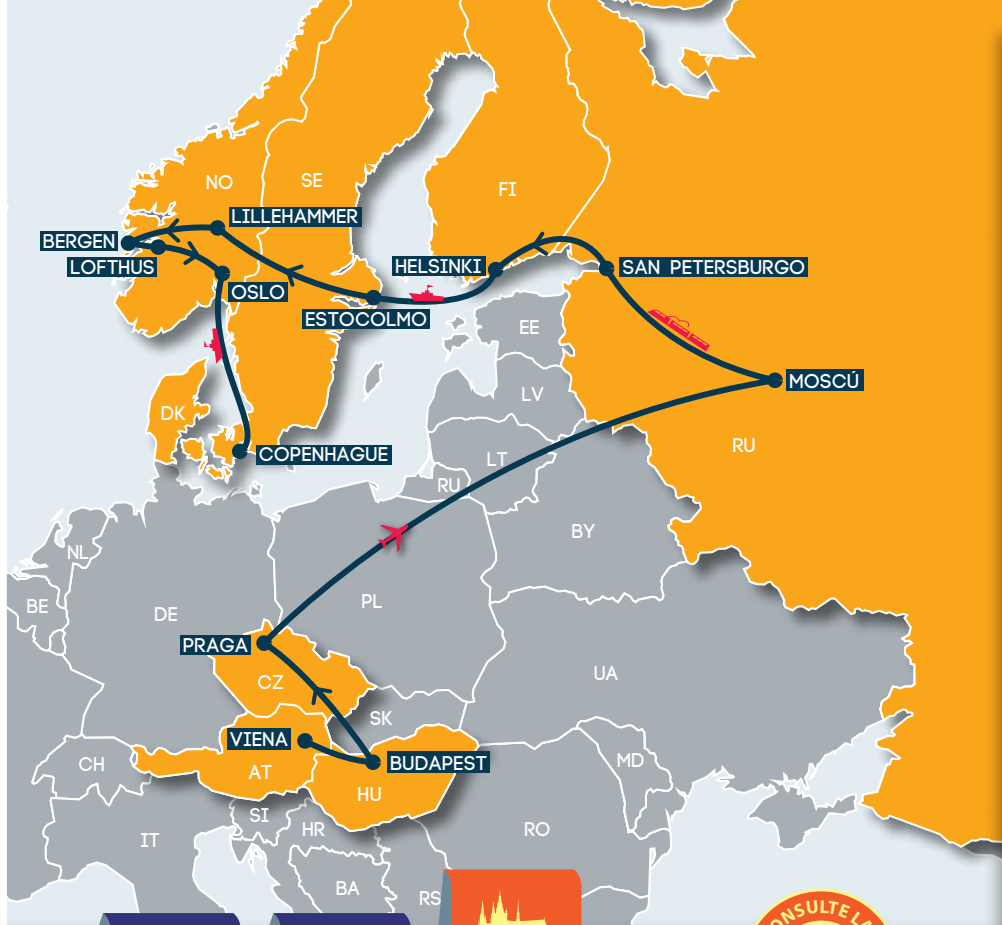 NO
SE
FI
LILLEHAMMER
BERGEN
LOFTHUS
HELSINKI
SAN PETERSBURGO
OSLO
ESTOCOLMO
EE
MOSCÚ
LV
DK
RU
COPENHAGUE
LT
RU
BY
NL
PL
BE
DE
PRAGA
UA
CZ
SK
VIENA
BUDAPEST
MD
CH
AT
HU
SI
HR
RO
IT
BA
RS
CONSULTE LA